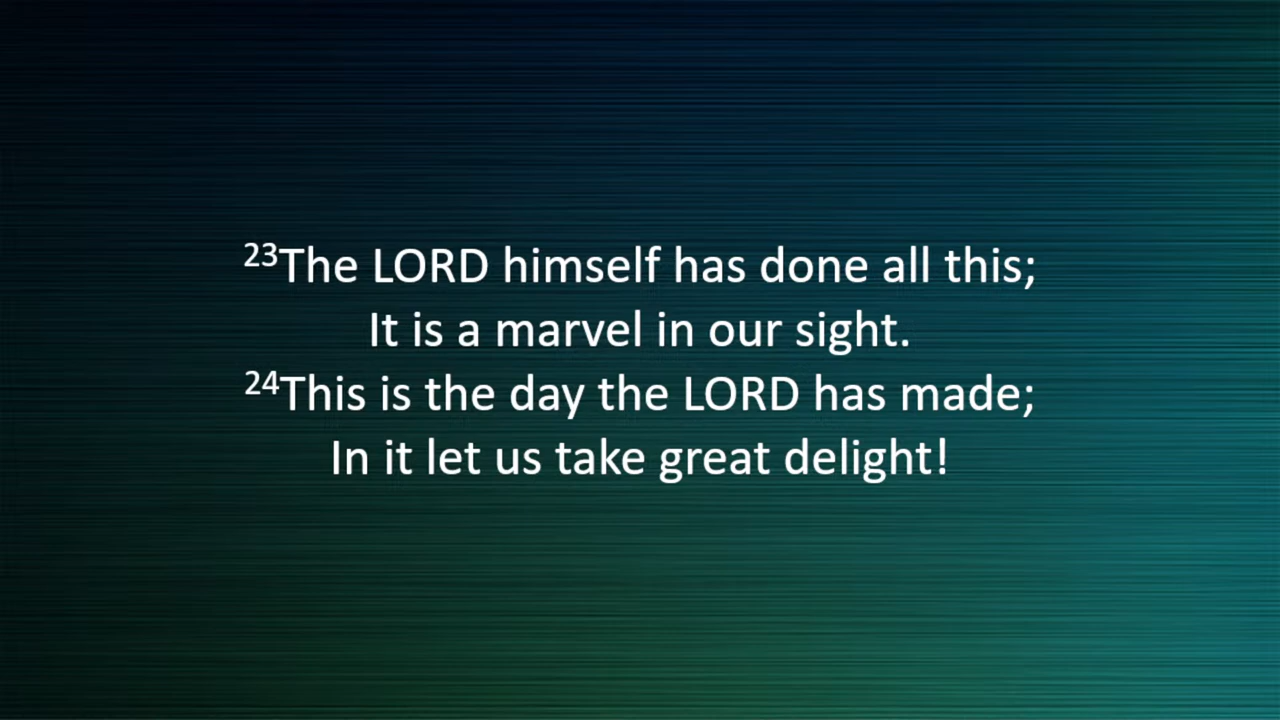 ²³The LORD himself has done all this;
It is a marvel in our sight.
²⁴This is the day the LORD has made;
In it let us take great delight!